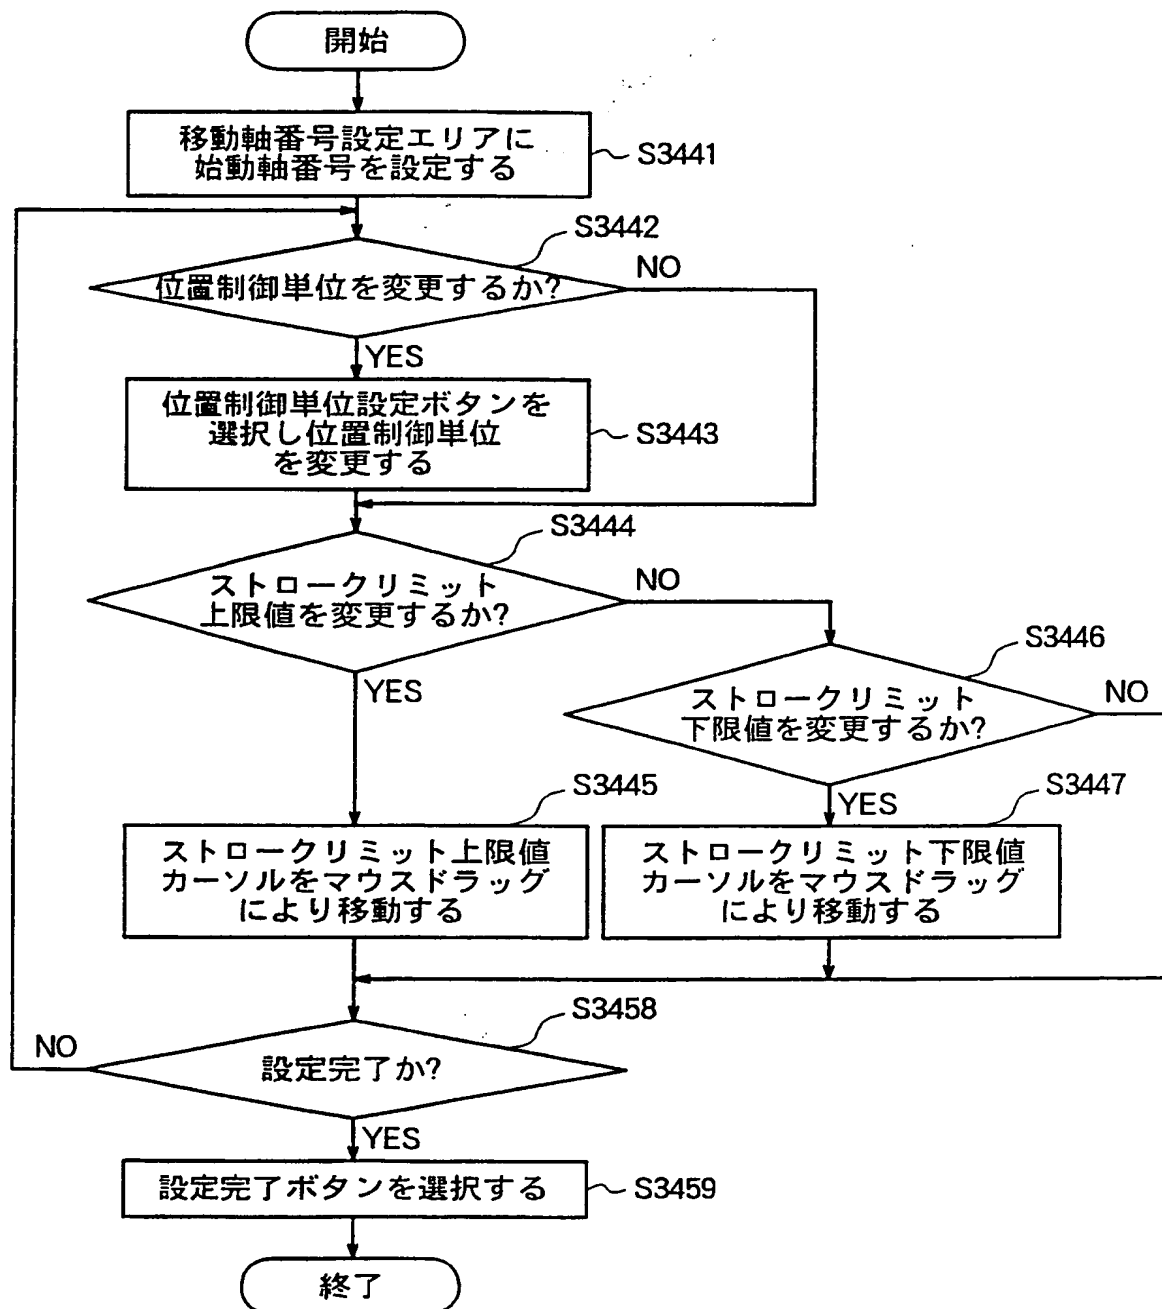 開始
移動軸番号設定エリアに
始動軸番号を設定する
S3441
S3442
位置制御単位を変更するか?
NO
YES
位置制御単位設定ボタンを
選択し位置制御単位
を変更する
S3443
S3444
ストロークリミット
上限値を変更するか?
NO
YES
S3446
ストロークリミット
下限値を変更するか?
NO
YES
S3445
ストロークリミット上限値
カーソルをマウスドラッグ
により移動する
S3447
ストロークリミット下限値
カーソルをマウスドラッグ
により移動する
S3458
設定完了か?
NO
YES
設定完了ボタンを選択する
S3459
終了